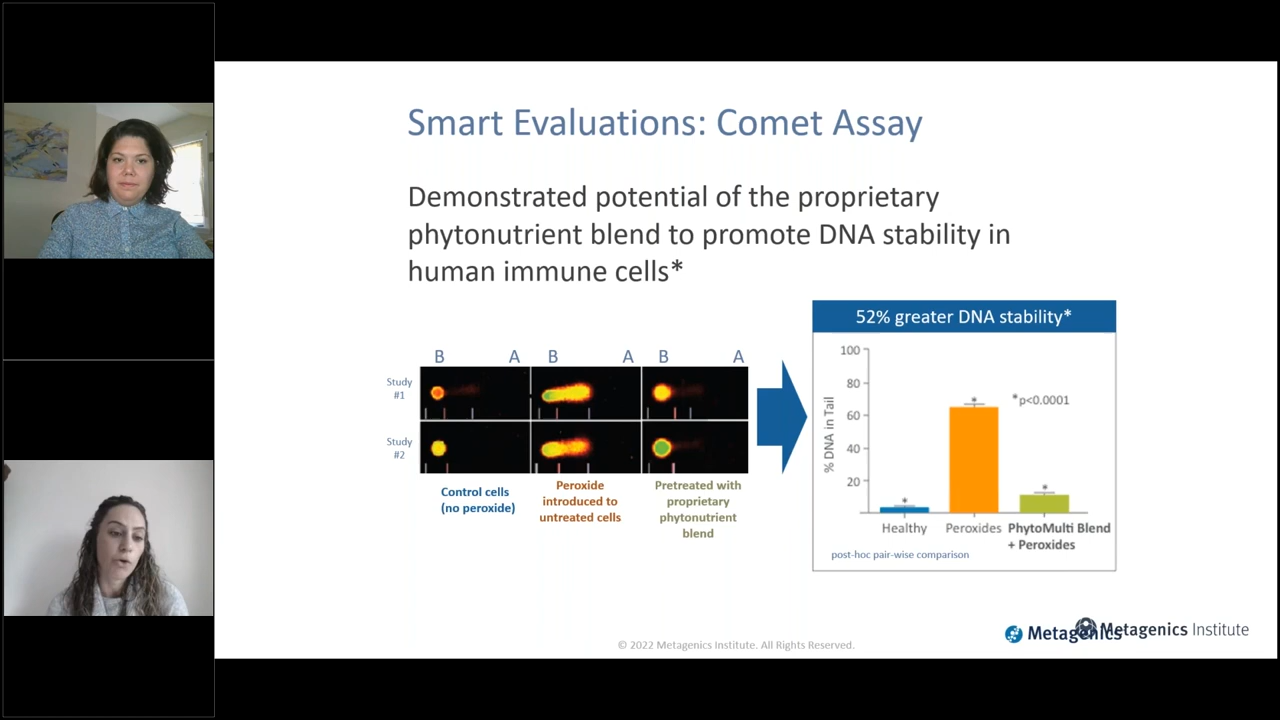 Smart Evaluations: Comet Assay
Demonstrated potential of the proprietary
phytonutrient blend to promote DNA stability in
human immune cells*
B A B A B A
Study
#1
Study
#2
Control cells
(no peroxide)
Peroxide
introduced to
untreated cells
Pretreated with
proprietary
phytonutrient
blend
52% greater DNA stability*
% DNA in Tail
100
80
60
40
20
*
*
*
*p<0.0001
Healthy
Peroxides
PhytoMulti Blend
+ Peroxides
post-hoc pair-wise comparison
© 2022 Metagenics Institute. All Rights Reserved.
Metagenics
Metagenics Institute